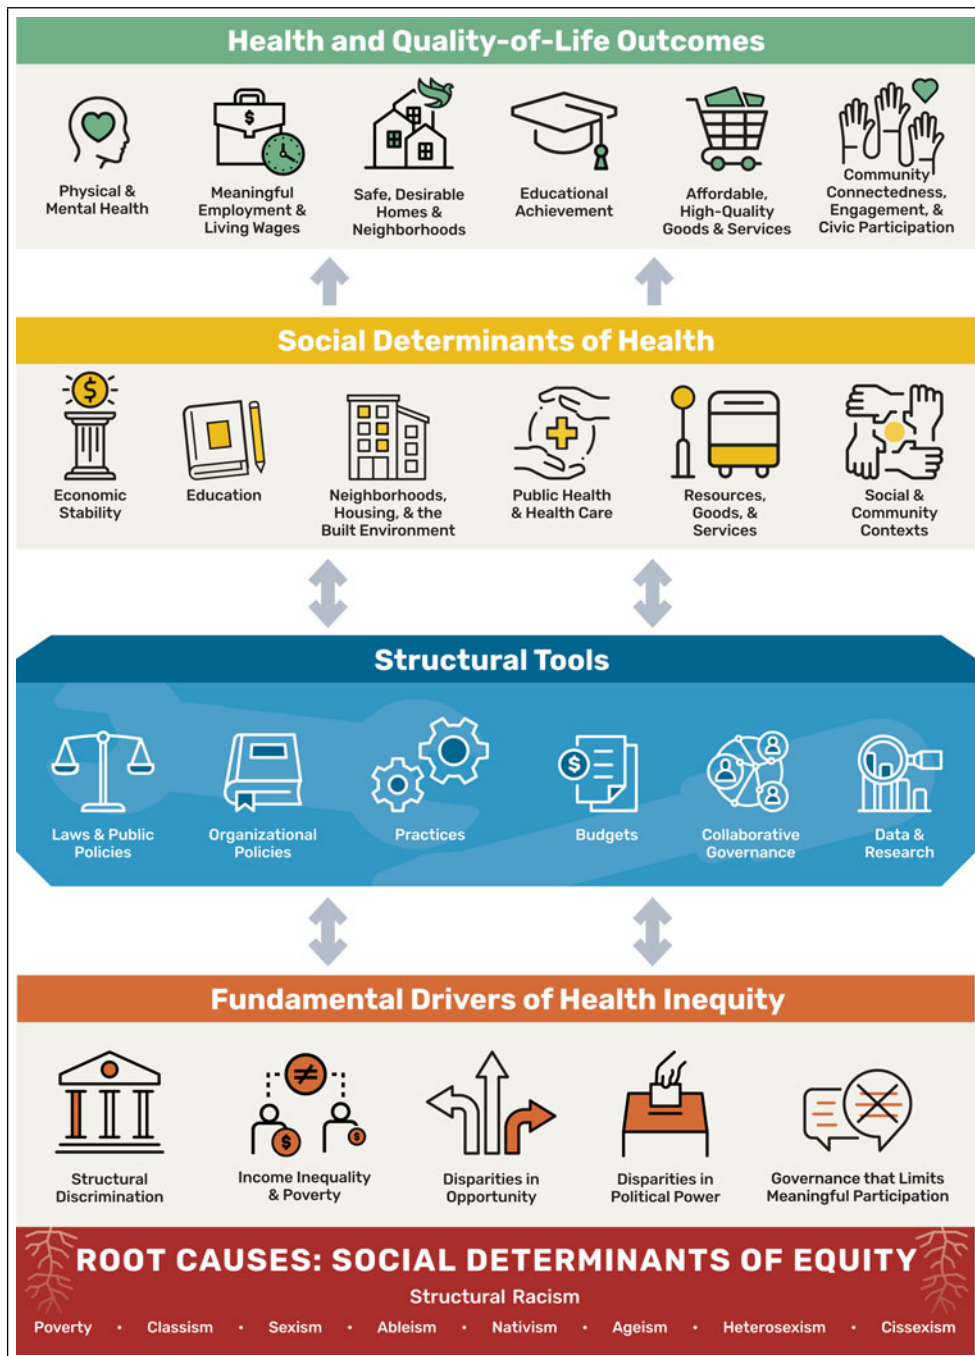 Health and Quality-of-Life Outcomes
Physical &
Mental Health
$
Meaningful
Employment &
Living Wages
Safe, Desirable
Homes &
Neighborhoods
Educational
Achievement
Affordable,
High-Quality
Goods & Services
Community
Connectedness,
Engagement, &
Civic Participation
Social Determinants of Health
$
Economic
Stability
Education
Neighborhoods,
Housing, & the
Built Environment
Public Health
& Health Care
Resources,
Goods, &
Services
Social &
Community
Contexts
Structural Tools
Laws & Public
Policies
Organizational
Policies
Practices
$
Budgets
Collaborative
Governance
Data &
Research
Fundamental Drivers of Health Inequity
Structural
Discrimination
≠
$
$
Income Inequality
& Poverty
Disparities in
Opportunity
Disparities in
Political Power
Governance that Limits
Meaningful Participation
ROOT CAUSES: SOCIAL DETERMINANTS OF EQUITY
Structural Racism
Poverty • Classism • Sexism • Ableism • Nativism • Ageism • Heterosexism • Cissexism